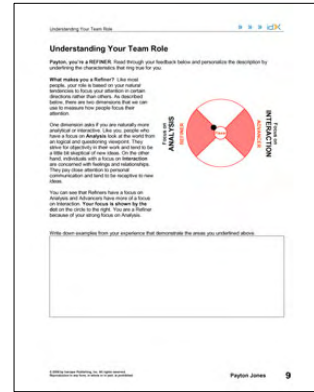 Understanding Your Team Role
Understanding Your Team Role
Payton, you're a REFINER. Read through your feedback below and personalize the description by
underlining the characteristics that ring true for you.
What makes you a Refiner? Like most
people, your role is based on your natural
tendencies to focus your attention in certain
directions rather than others. As described
below, there are two dimensions that we can
use to measure how people focus their
attention.
One dimension asks if you are naturally more
analytical or interactive. Like you, people who
have a focus on Analysis look at the world from
an logical and questioning viewpoint. They
strive for objectivity in their work and tend to be
a little bit skeptical of new ideas. On the other
hand, individuals with a focus on Interaction
are concerned with feelings and relationships.
They pay close attention to personal
communication and tend to be receptive to new
ideas.
You can see that Refiners have a focus on
Analysis and Advancers have more of a focus
on Interaction. Your focus is shown by the
dot on the circle to the right. You are a Refiner
because of your strong focus on Analysis.
Focus on
ANALYSIS
REFINER
ADVANCER
Focus on
INTERACTION
Write down examples from your experience that demonstrate the areas you underlined above.
Payton Jones 9